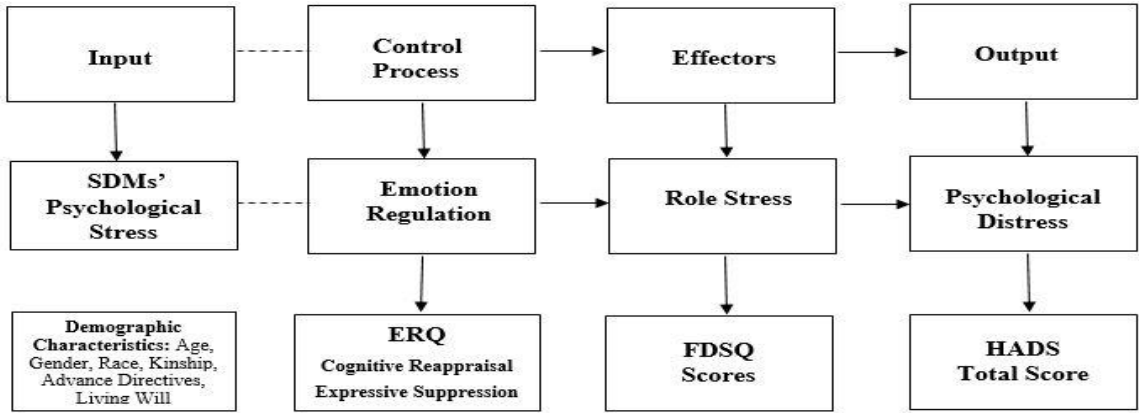 Input
Control
Process
Effectors
Output
SDMs’
Psychological
Stress
Emotion
Regulation
Role Stress
Psychological
Distress
Demographic
Characteristics: Age,
Gender, Race, Kinship,
Advance Directives,
Living Will
ERQ
Cognitive Reappraisal
Expressive Suppression
FDSQ
Scores
HADS
Total Score